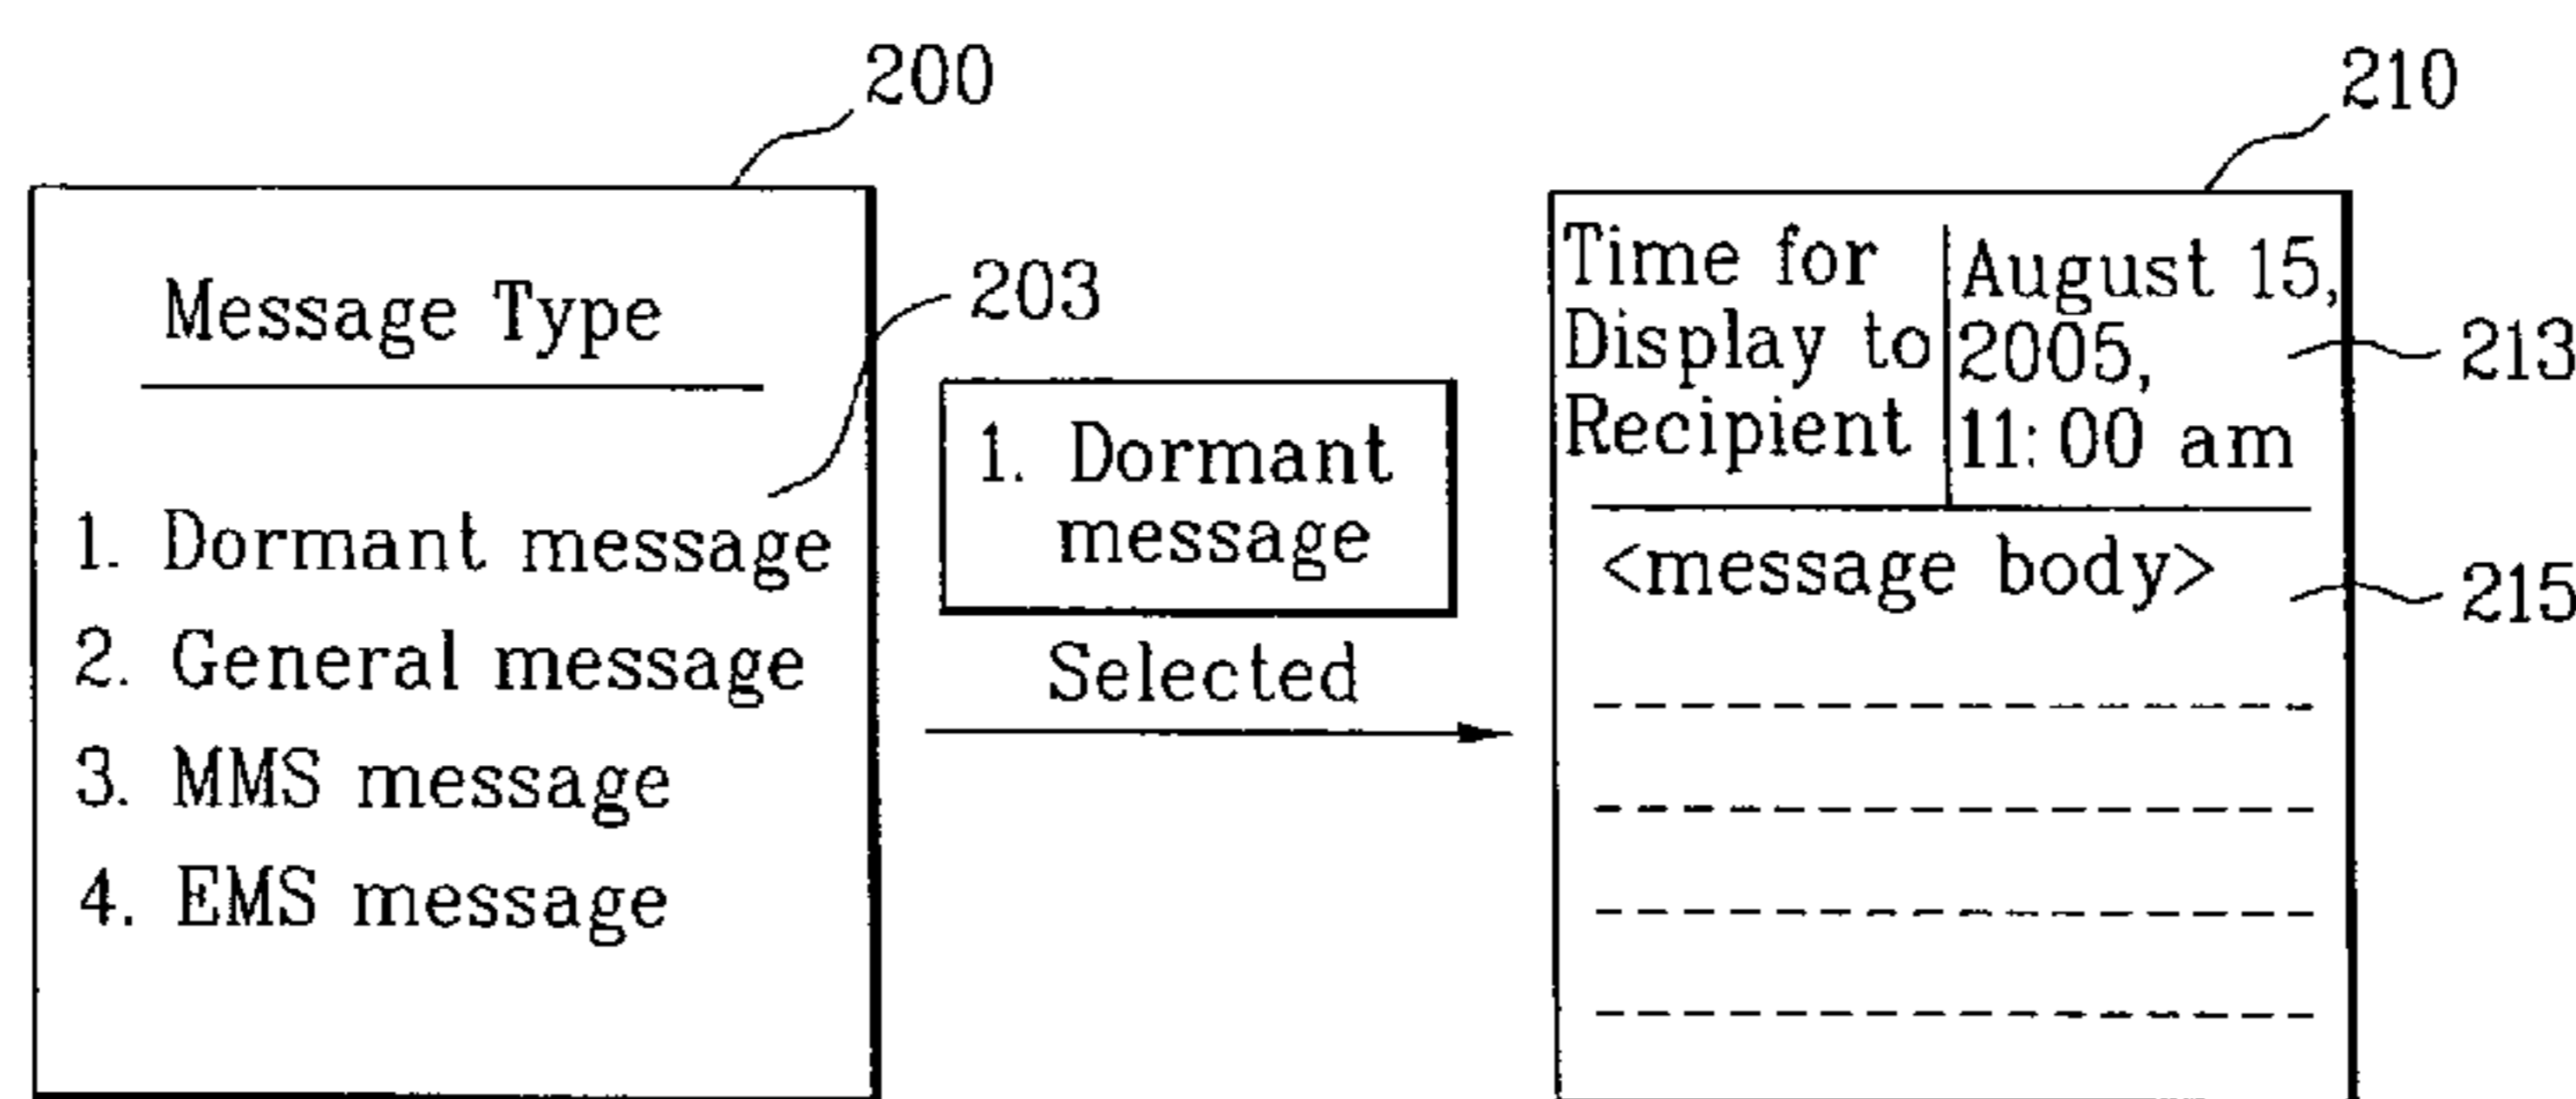 200
Message Type
203
1. Dormant message
2. General message
3. MMS message
4. EMS message
1. Dormant
message
Selected
210
Time for
Display to
Recipient
August 15,
2005,
11:00 am
213
<message body>
215